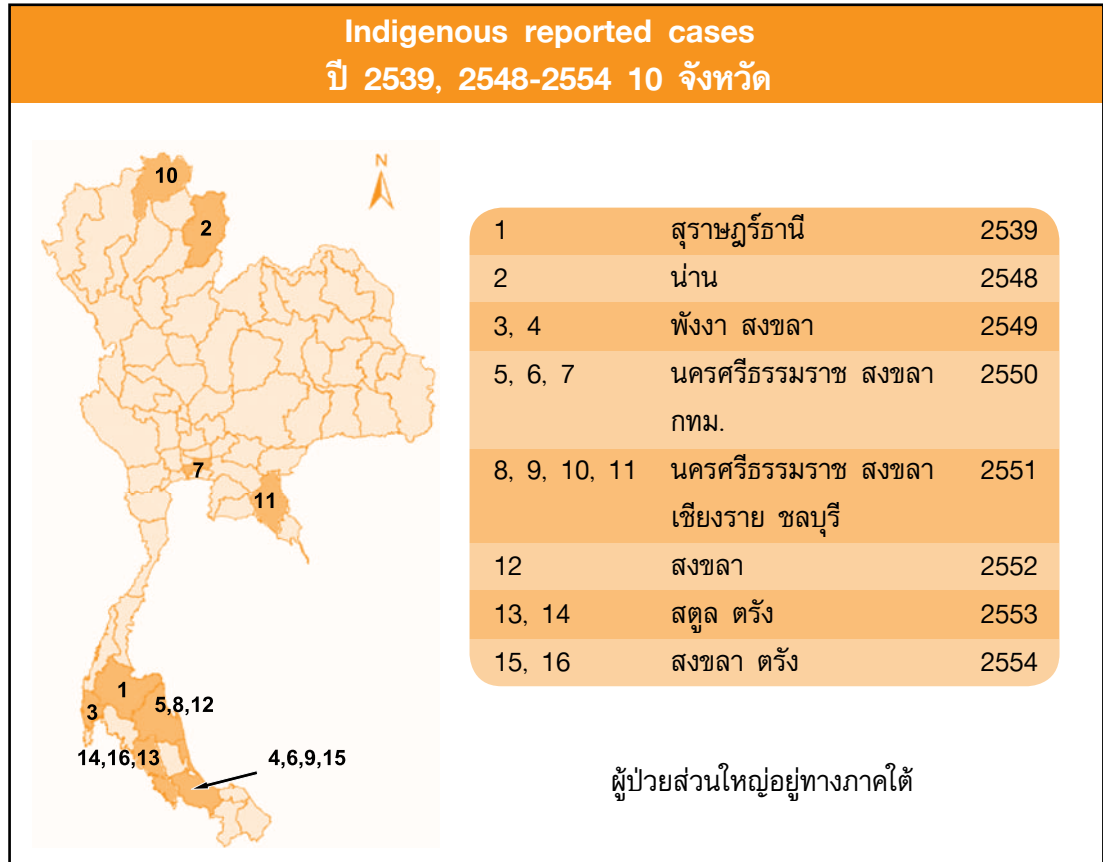 Indigenous reported cases
ปี 2539, 2548-2554 10 จังหวัด
N
10
2
7
11
1
5,8,12
3
14,16,13
4,6,9,15
1 สุราษฎร์ธานี 2539
2 น่าน 2548
3, 4 พังงา สงขลา 2549
5, 6, 7 นครศรีธรรมราช สงขลา 2550
กทม.
8, 9, 10, 11 นครศรีธรรมราช สงขลา 2551
เชียงราย ชลบุรี
12 สงขลา 2552
13, 14 สตูล ตรัง 2553
15, 16 สงขลา ตรัง 2554
ผู้ป่วยส่วนใหญ่อยู่ทางภาคใต้